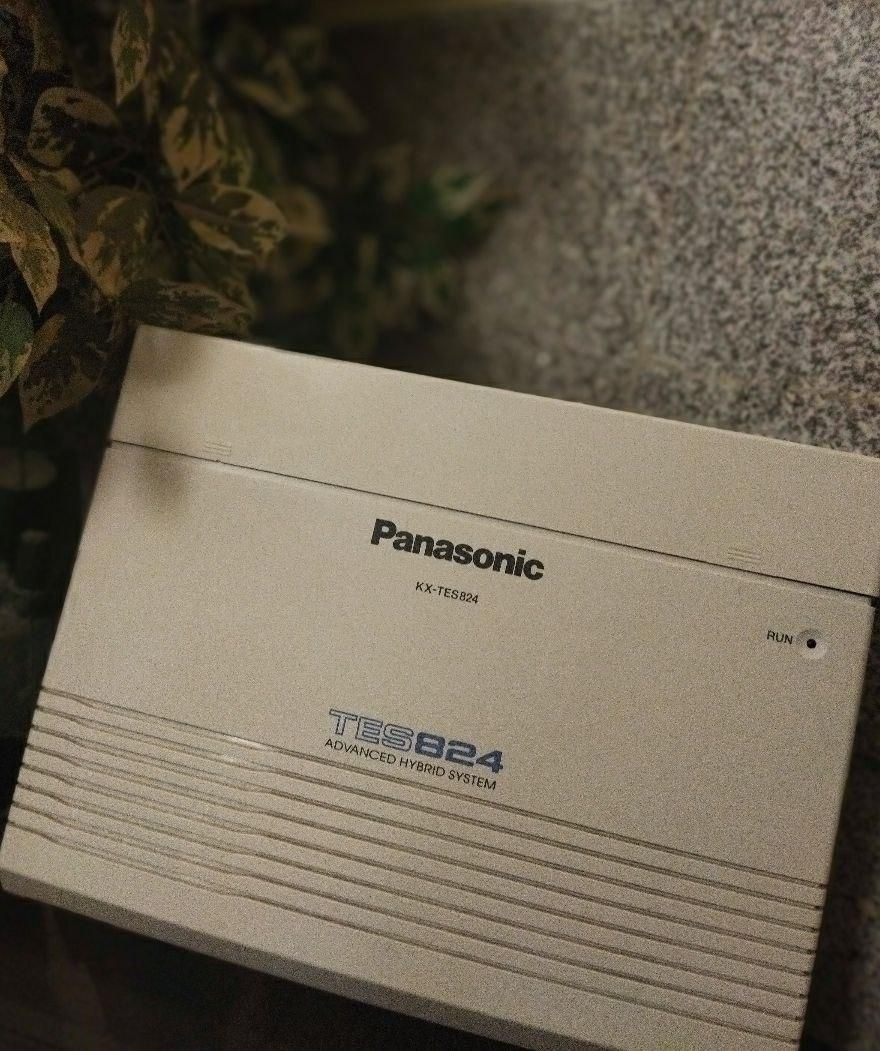 Panasonic
KX-TES824
RUN
TES824
ADVANCED HYBRID SYSTEM